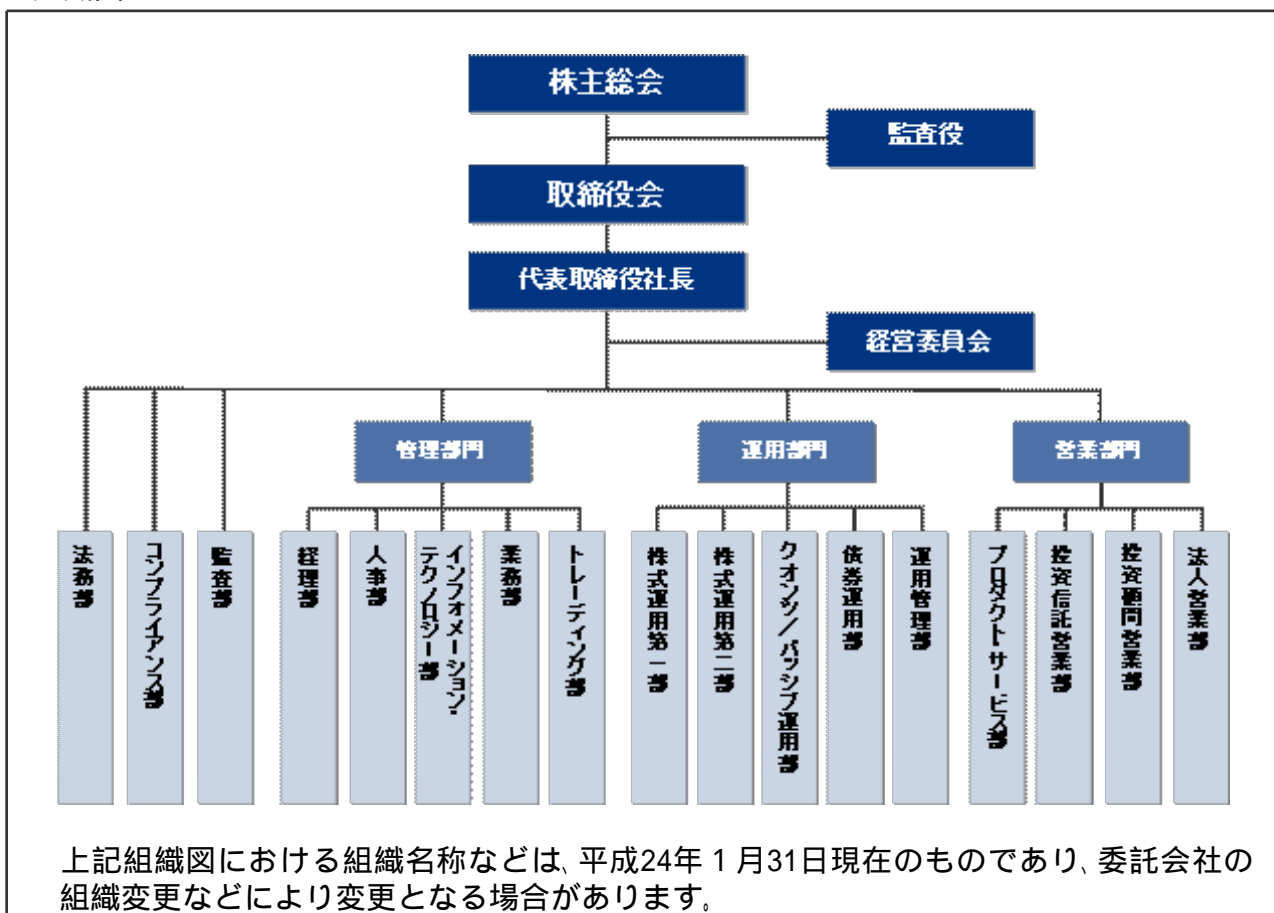 株主総会
監査役
取締役会
代表取締役社長
経営委員会
管理部門
運用部門
営業部門
法務部
コンプライアンス部
監査部
経理部
人事部
インフォメーション・
テクノロジー部
業務部
トレーディング部
株式運用第一部
株式運用第二部
クオンツ/パッシブ運用部
債券運用部
運用管理部
プロダクトサービス部
投資信託営業部
投資顧問営業部
法人営業部
上記組織図における組織名称などは、平成24年1月31日現在のものであり、委託会社の
組織変更などにより変更となる場合があります。